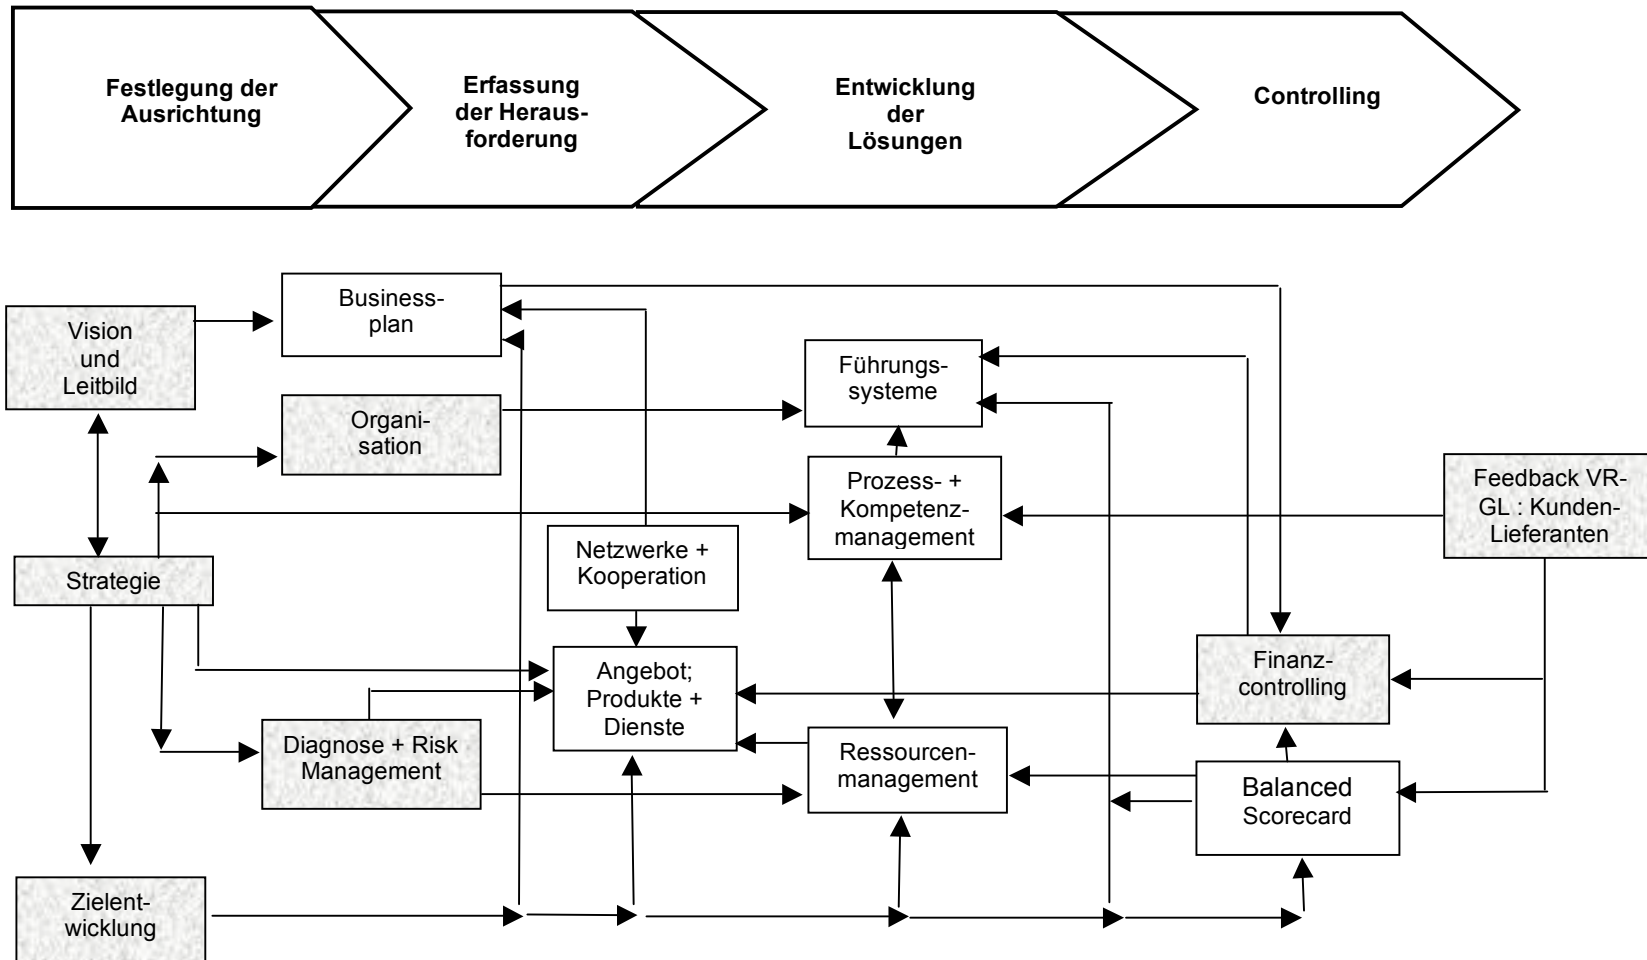 Festlegung der
Ausrichtung
Erfassung
der Heraus-
forderung
Entwicklung
der
Lösungen
Controlling
Vision
und
Leitbild
Business-
plan
Organi-
sation
Führungs-
systeme
Prozess- +
Kompetenz-
management
Feedback VR-
GL : Kunden-
Lieferanten
Strategie
Netzwerke +
Kooperation
Angebot;
Produkte +
Dienste
Finanz-
controlling
Diagnose + Risk
Management
Ressourcen-
management
Balanced
Scorecard
Zielent-
wicklung